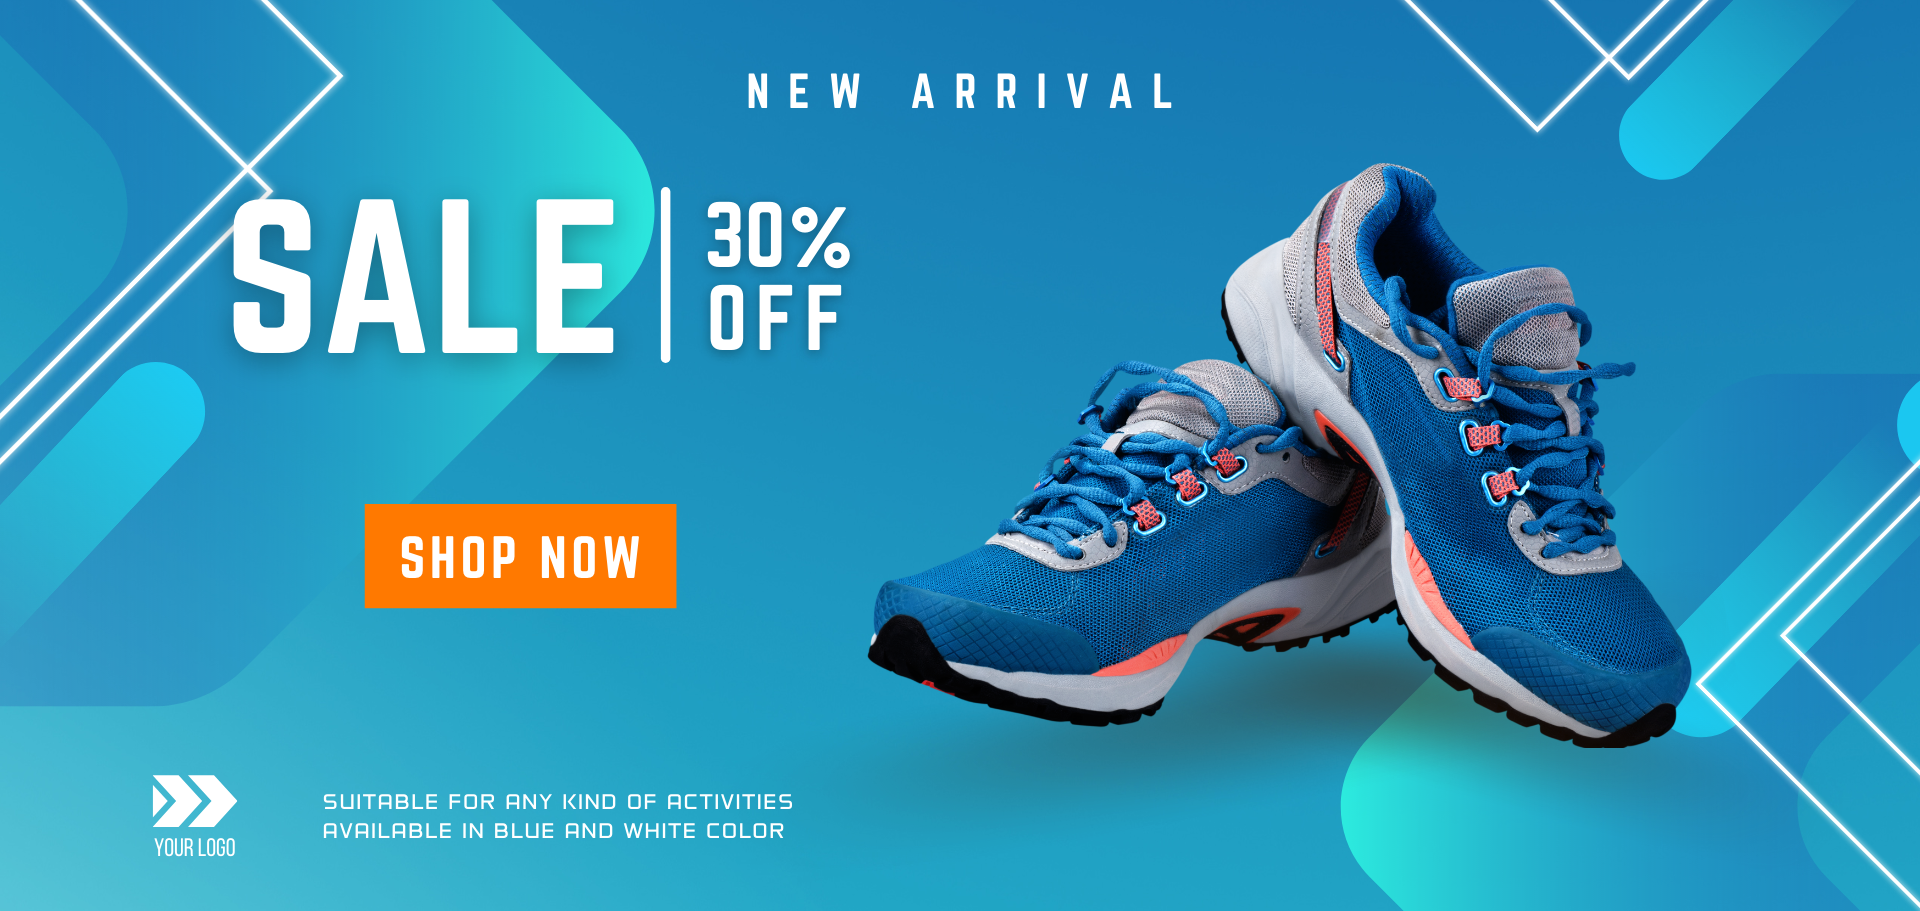 NEW ARRIVAL
SALE
30%
OFF
SHOP NOW
YOUR LOGO
SUITABLE FOR ANY KIND OF ACTIVITIES
AVAILABLE IN BLUE AND WHITE COLOR